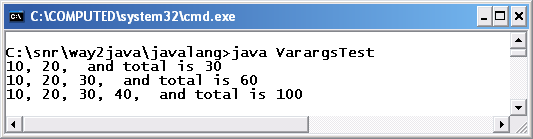 C:\COMPUTED\system32\cmd.exe
C:\snr\way2java\javalang>java VarargsTest
10, 20,  and total is 30
10, 20, 30,  and total is 60
10, 20, 30, 40,  and total is 100